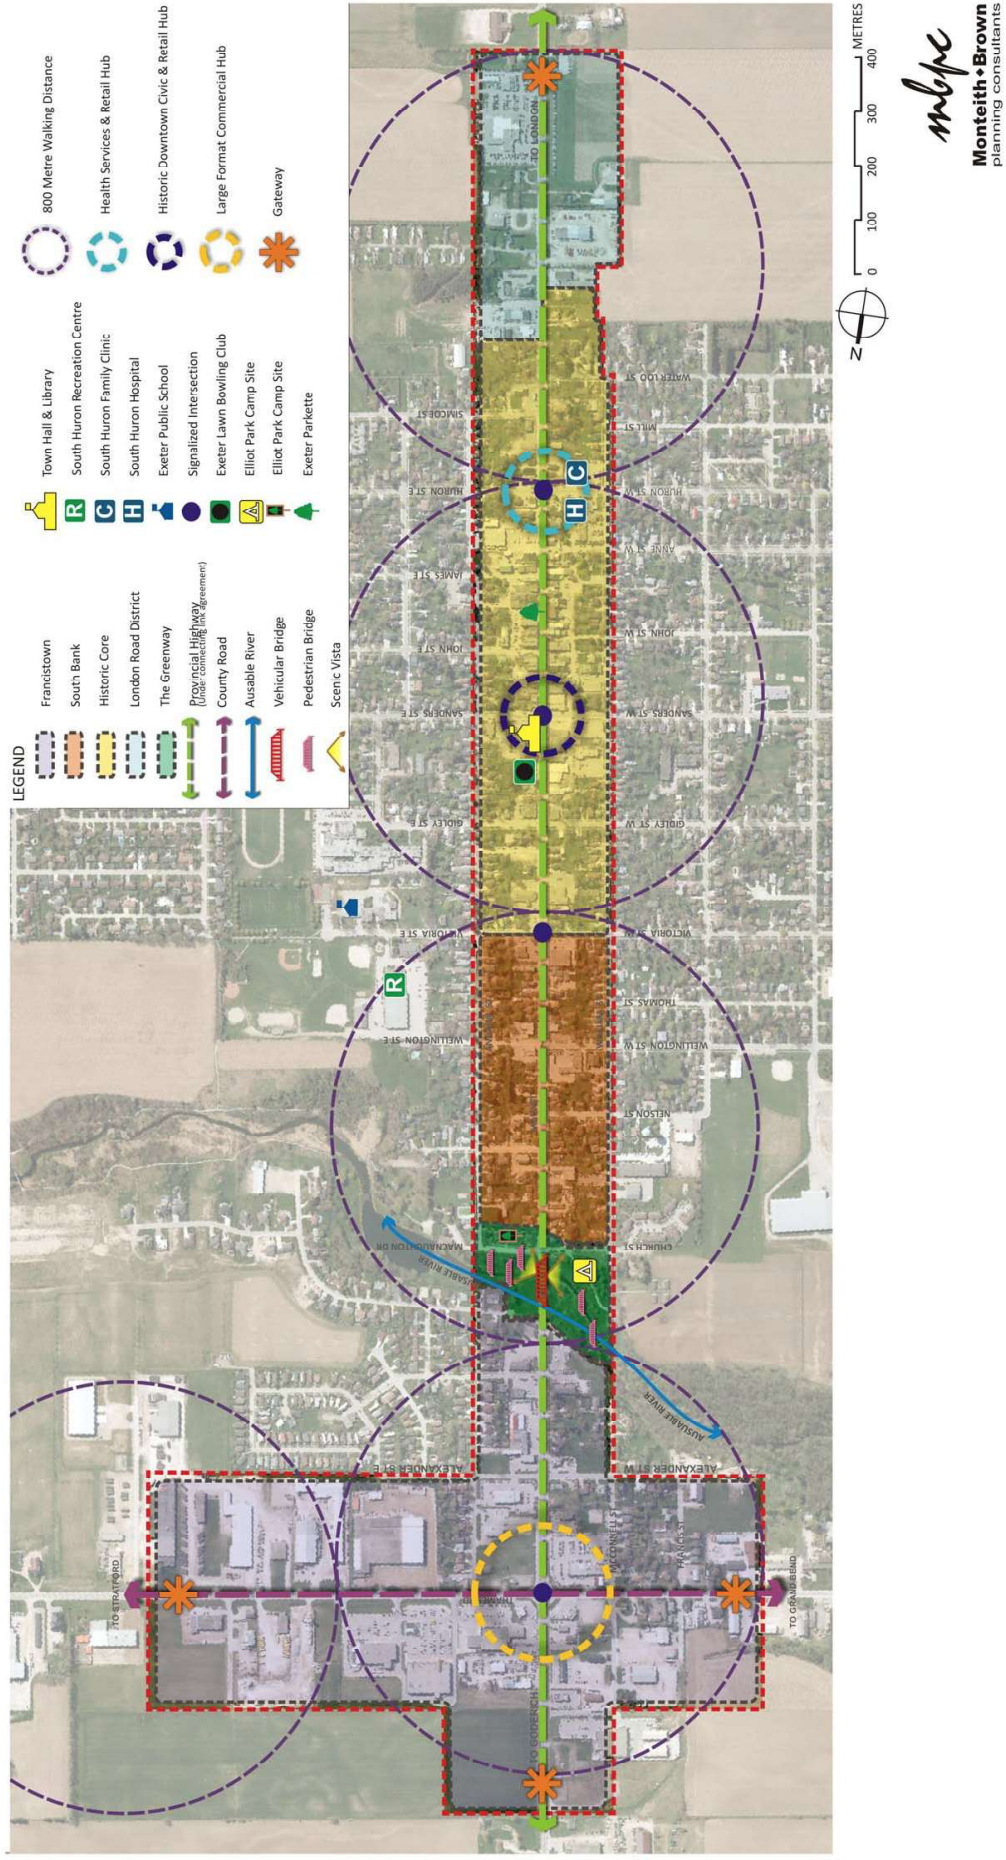 LEGEND
Francistown
South Bank
Historic Core
London Road District
The Greenway
Provincial Highway
(Under connecting link agreement)
County Road
Ausable River
Vehicular Bridge
Pedestrian Bridge
Scenic Vista
Town Hall & Library
R
South Huron Recreation Centre
C
South Huron Family Clinic
H
South Huron Hospital
Exeter Public School
Signalized Intersection
Exeter Lawn Bowling Club
Elliot Park Camp Site
Elliot Park Camp Site
Exeter Parkette
800 Metre Walking Distance
Health Services & Retail Hub
Historic Downtown Civic & Retail Hub
Large Format Commercial Hub
Gateway
TO STRATFORD
TO GODERICH
TO GRAND BEND
MCCONNELL ST
FRANCIS ST
ALEXANDER ST E
ALEXANDER ST W
AUSUABLE RIVER
MACNAUGHTON DR
CHURCH ST
NELSON ST
WELLINGTON ST E
WELLINGTON ST W
THOMAS ST
R
VICTORIA ST E
VICTORIA ST W
GIDLEY ST E
GIDLEY ST W
SANDERS ST E
SANDERS ST W
JOHN ST E
JOHN ST W
JAMES ST E
ANNE ST W
HURON ST E
HURON ST W
H
C
SIMCOE ST
MILL ST
WATERLOO ST
TO LONDON
N
0 100 200 300 400 METRES
mbpc
Monteith Brown
planning consultants